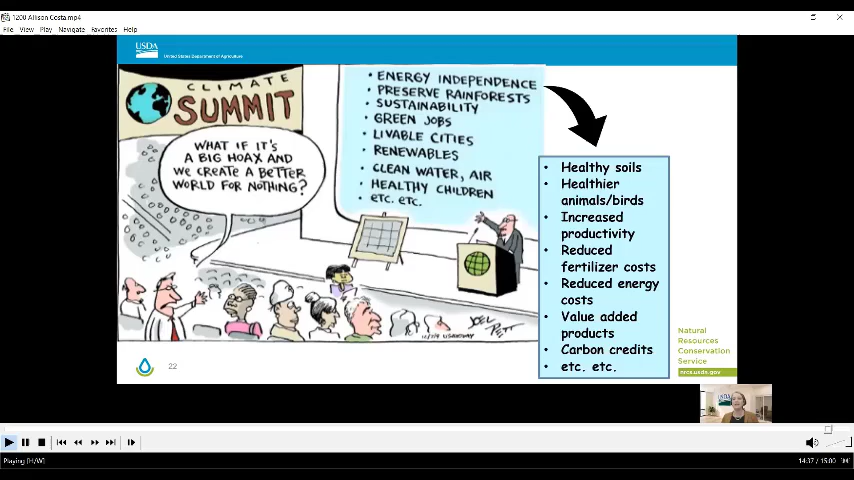 1200 Allison Costa.mp4
File View Play Navigate Favorites Help
USDA
United States Department of Agriculture
CLIMATE
SUMMIT
WHAT IF IT'S
A BIG HOAX AND
WE CREATE A BETTER
WORLD FOR NOTHING?
• ENERGY INDEPENDENCE
• PRESERVE RAINFORESTS
• SUSTAINABILITY
• GREEN JOBS
• LIVABLE CITIES
• RENEWABLES
• CLEAN WATER, AIR
• HEALTHY CHILDREN
• ETC. ETC.
• Healthy soils
• Healthier
animals/birds
• Increased
productivity
• Reduced
fertilizer costs
• Reduced energy
costs
• Value added
products
• Carbon credits
• etc. etc.
JOEL
PETT
Natural
Resources
Conservation
Service
nrcs.usda.gov
22
Playing [H/W]
14:37 / 15:00